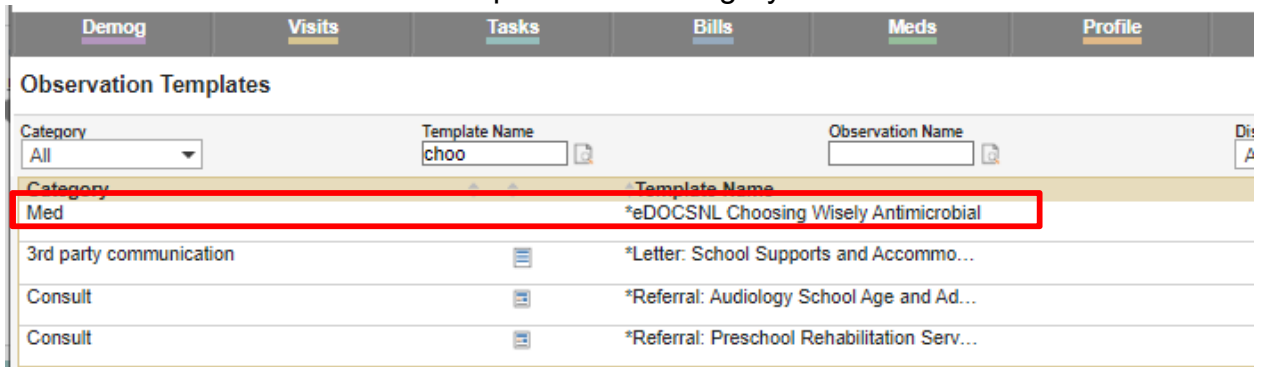 Demog Visits Tasks Bills Meds Profile
Observation Templates
Category Template Name Observation Name
All choo
Category Template Name
Med *eDOCSNL Choosing Wisely Antimicrobial
3rd party communication *Letter: School Supports and Accommo...
Consult *Referral: Audiology School Age and Ad...
Consult *Referral: Preschool Rehabilitation Serv...